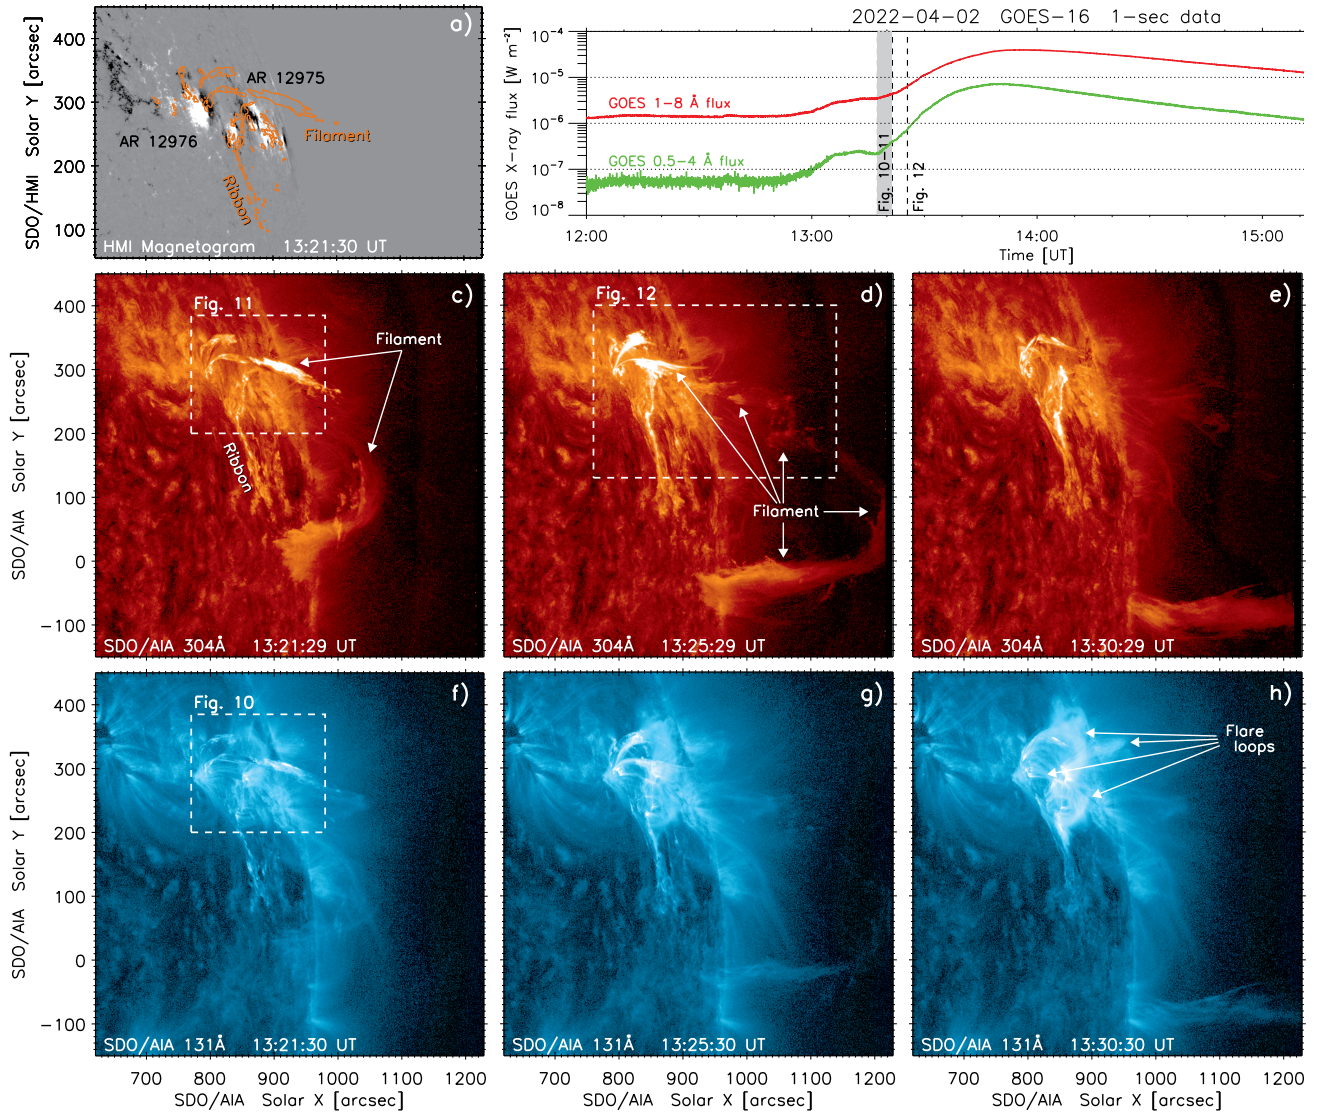 a)
SDO/HMI Solar Y [arcsec]
400
300
200
100
AR 12975
AR 12976
Filament
Ribbon
HMI Magnetogram 13:21:30 UT
2022-04-02 GOES-16 1-sec data
GOES X-ray flux [W m⁻²]
10⁻⁴
10⁻⁵
10⁻⁶
10⁻⁷
10⁻⁸
GOES 1-8 Å flux
GOES 0.5-4 Å flux
Fig. 10-11
Fig. 12
12:00 13:00 14:00 15:00
Time [UT]
SDO/AIA Solar Y [arcsec]
400
300
200
100
0
-100
c)
Fig. 11
Filament
Ribbon
SDO/AIA 304Å 13:21:29 UT
d)
Fig. 12
Filament
SDO/AIA 304Å 13:25:29 UT
e)
SDO/AIA 304Å 13:30:29 UT
SDO/AIA Solar Y [arcsec]
400
300
200
100
0
-100
f)
Fig. 10
SDO/AIA 131Å 13:21:30 UT
g)
SDO/AIA 131Å 13:25:30 UT
h)
Flare
loops
SDO/AIA 131Å 13:30:30 UT
700 800 900 1000 1100 1200
SDO/AIA Solar X [arcsec]
700 800 900 1000 1100 1200
SDO/AIA Solar X [arcsec]
700 800 900 1000 1100 1200
SDO/AIA Solar X [arcsec]